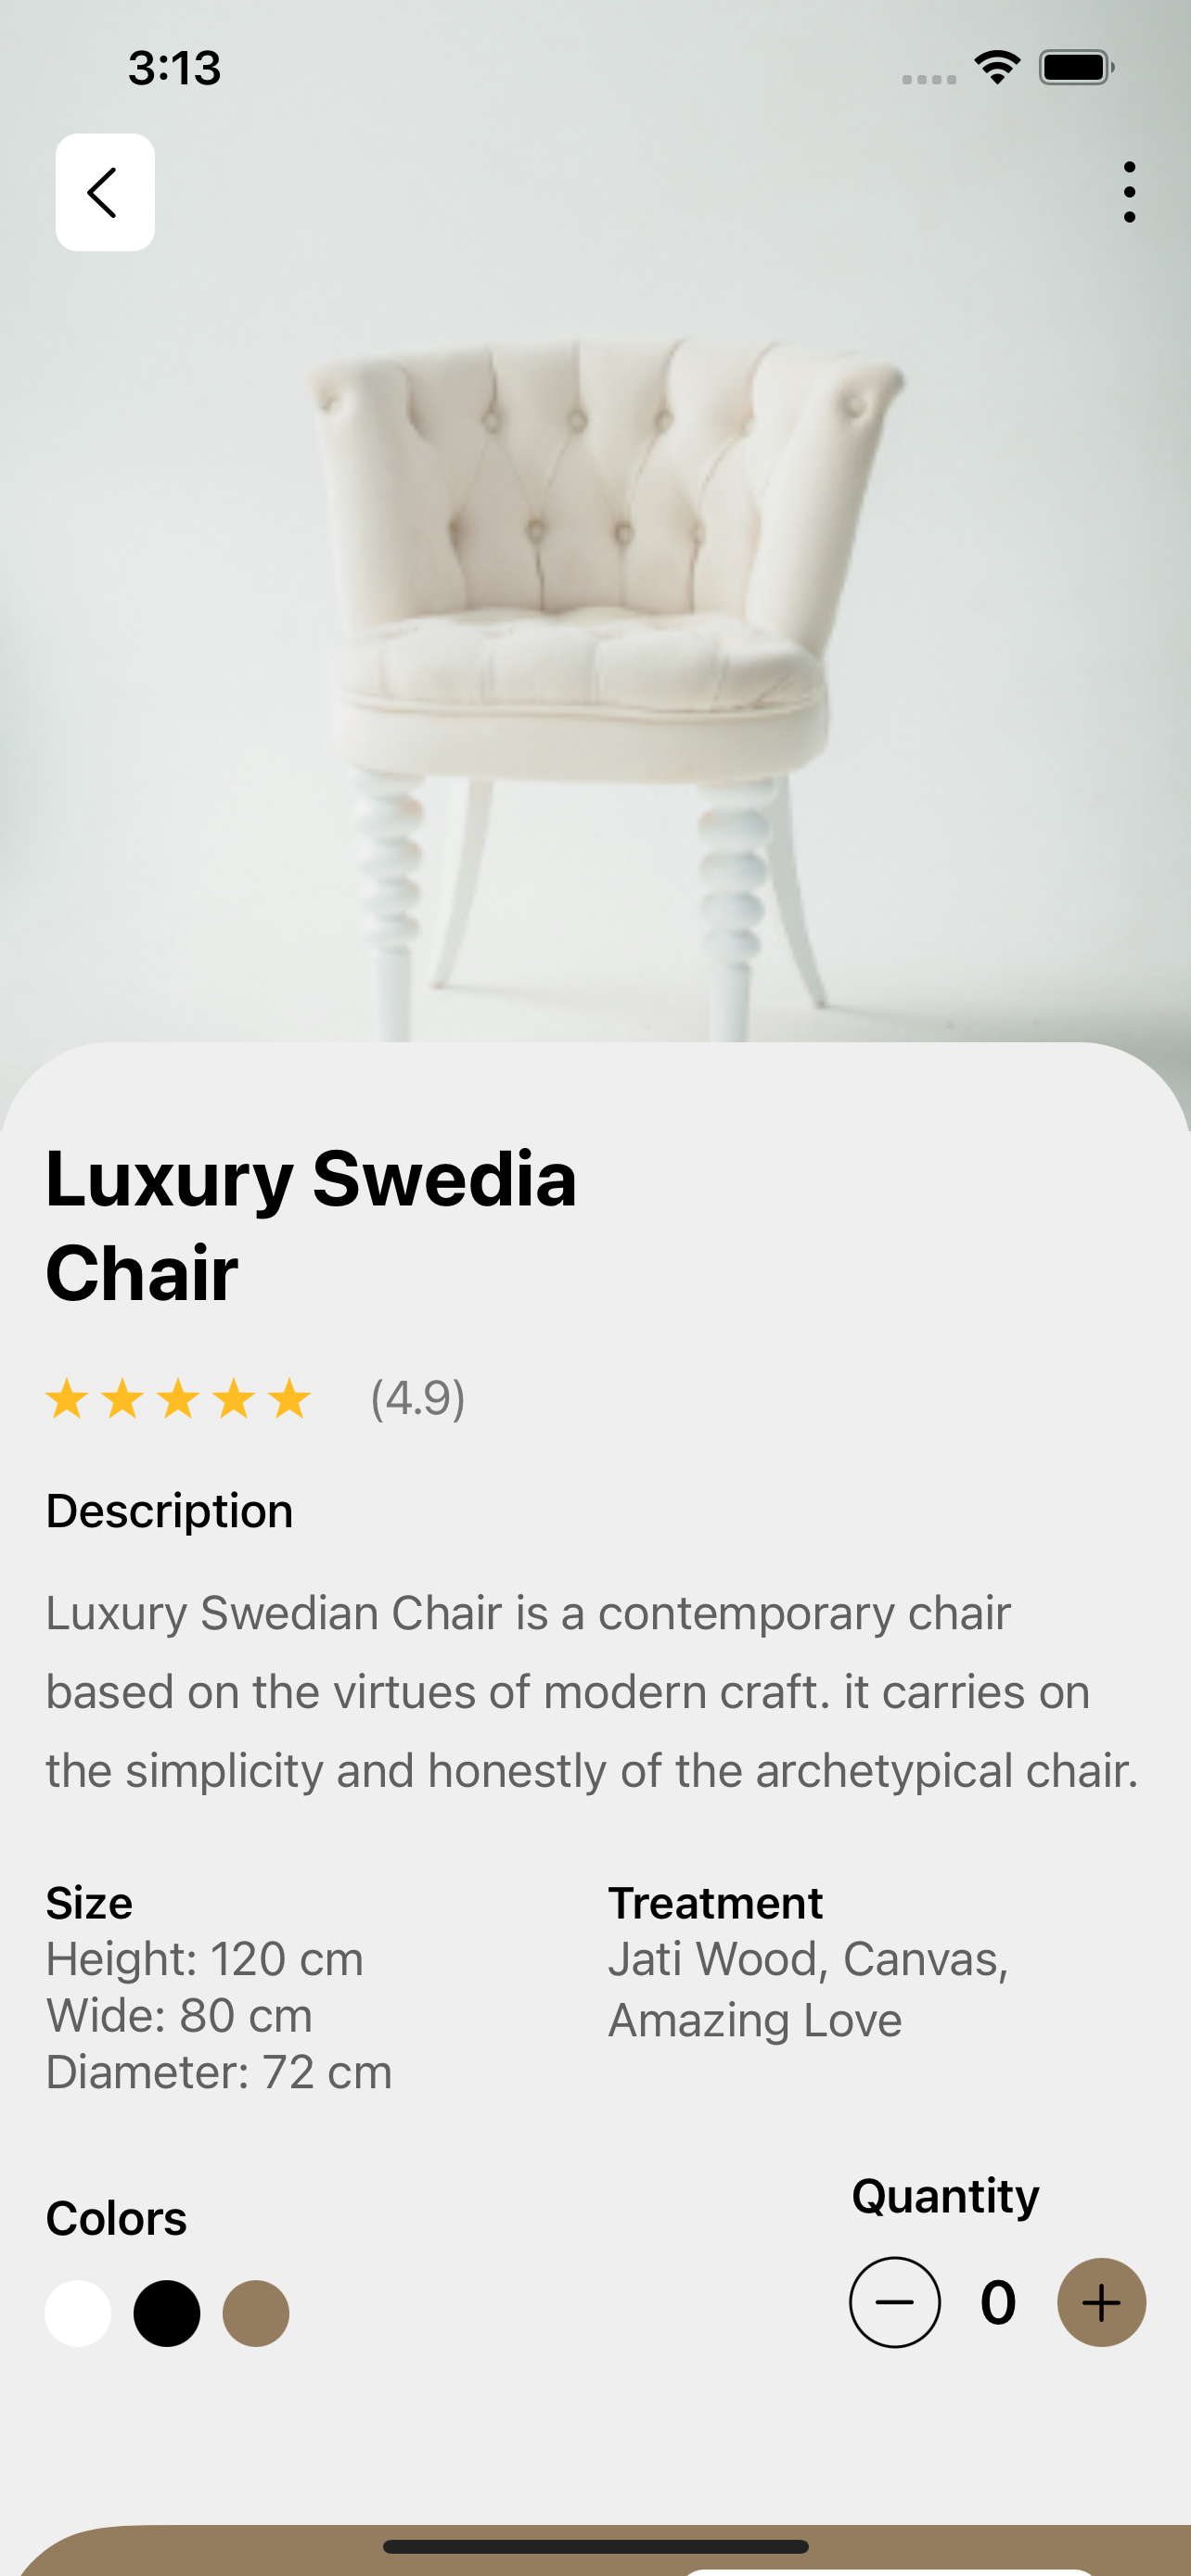 3:13
Luxury Swedia
Chair
(4.9)
Description
Luxury Swedian Chair is a contemporary chair
based on the virtues of modern craft. it carries on
the simplicity and honestly of the archetypical chair.
Size
Height: 120 cm
Wide: 80 cm
Diameter: 72 cm
Treatment
Jati Wood, Canvas,
Amazing Love
Colors
Quantity
0